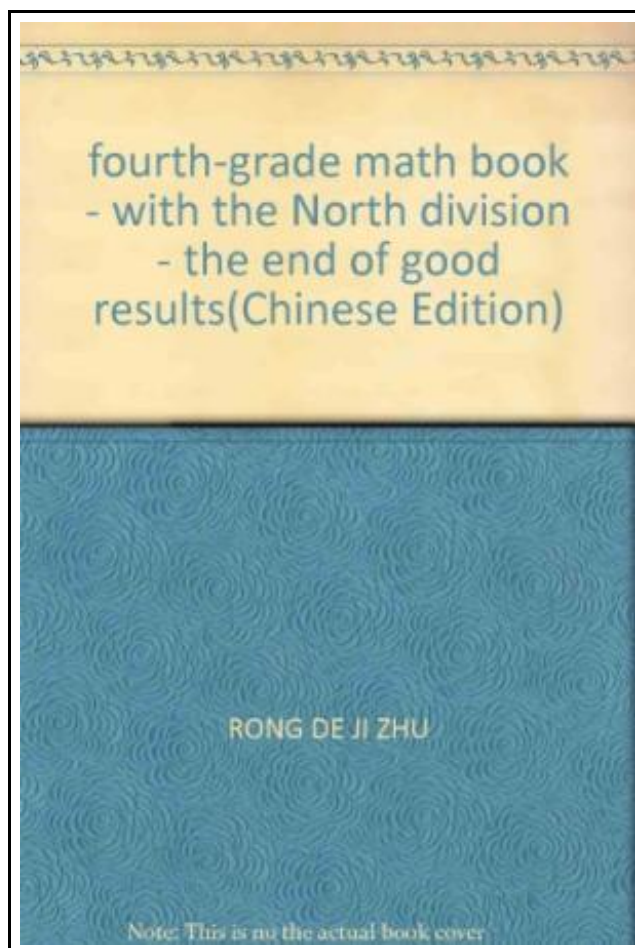 fourth-grade math book
- with the North division
- the end of good
results(Chinese Edition)
RONG DE JI ZHU
Note: This is no the actual book cover